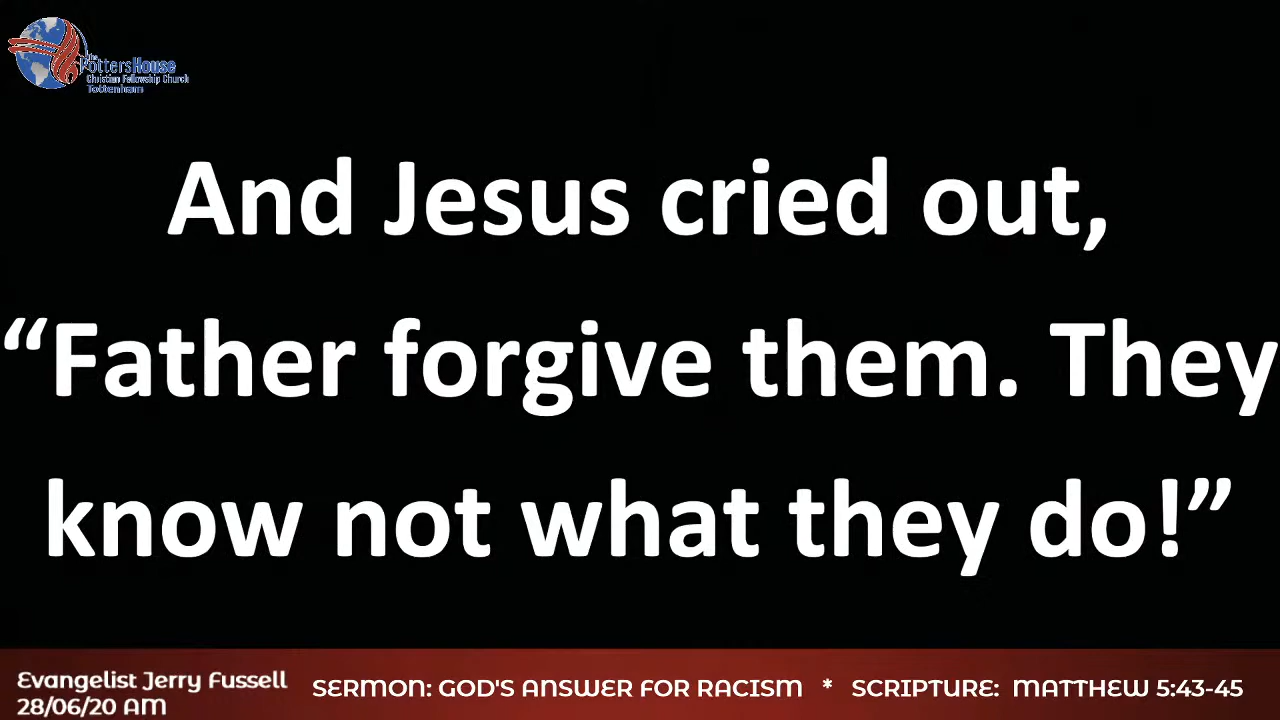 the
PottersHouse
Christian Fellowship Church
Tottenham
And Jesus cried out,
“Father forgive them. They
know not what they do!”
Evangelist Jerry Fussell
28/06/20 AM
SERMON: GOD'S ANSWER FOR RACISM * SCRIPTURE: MATTHEW 5:43-45